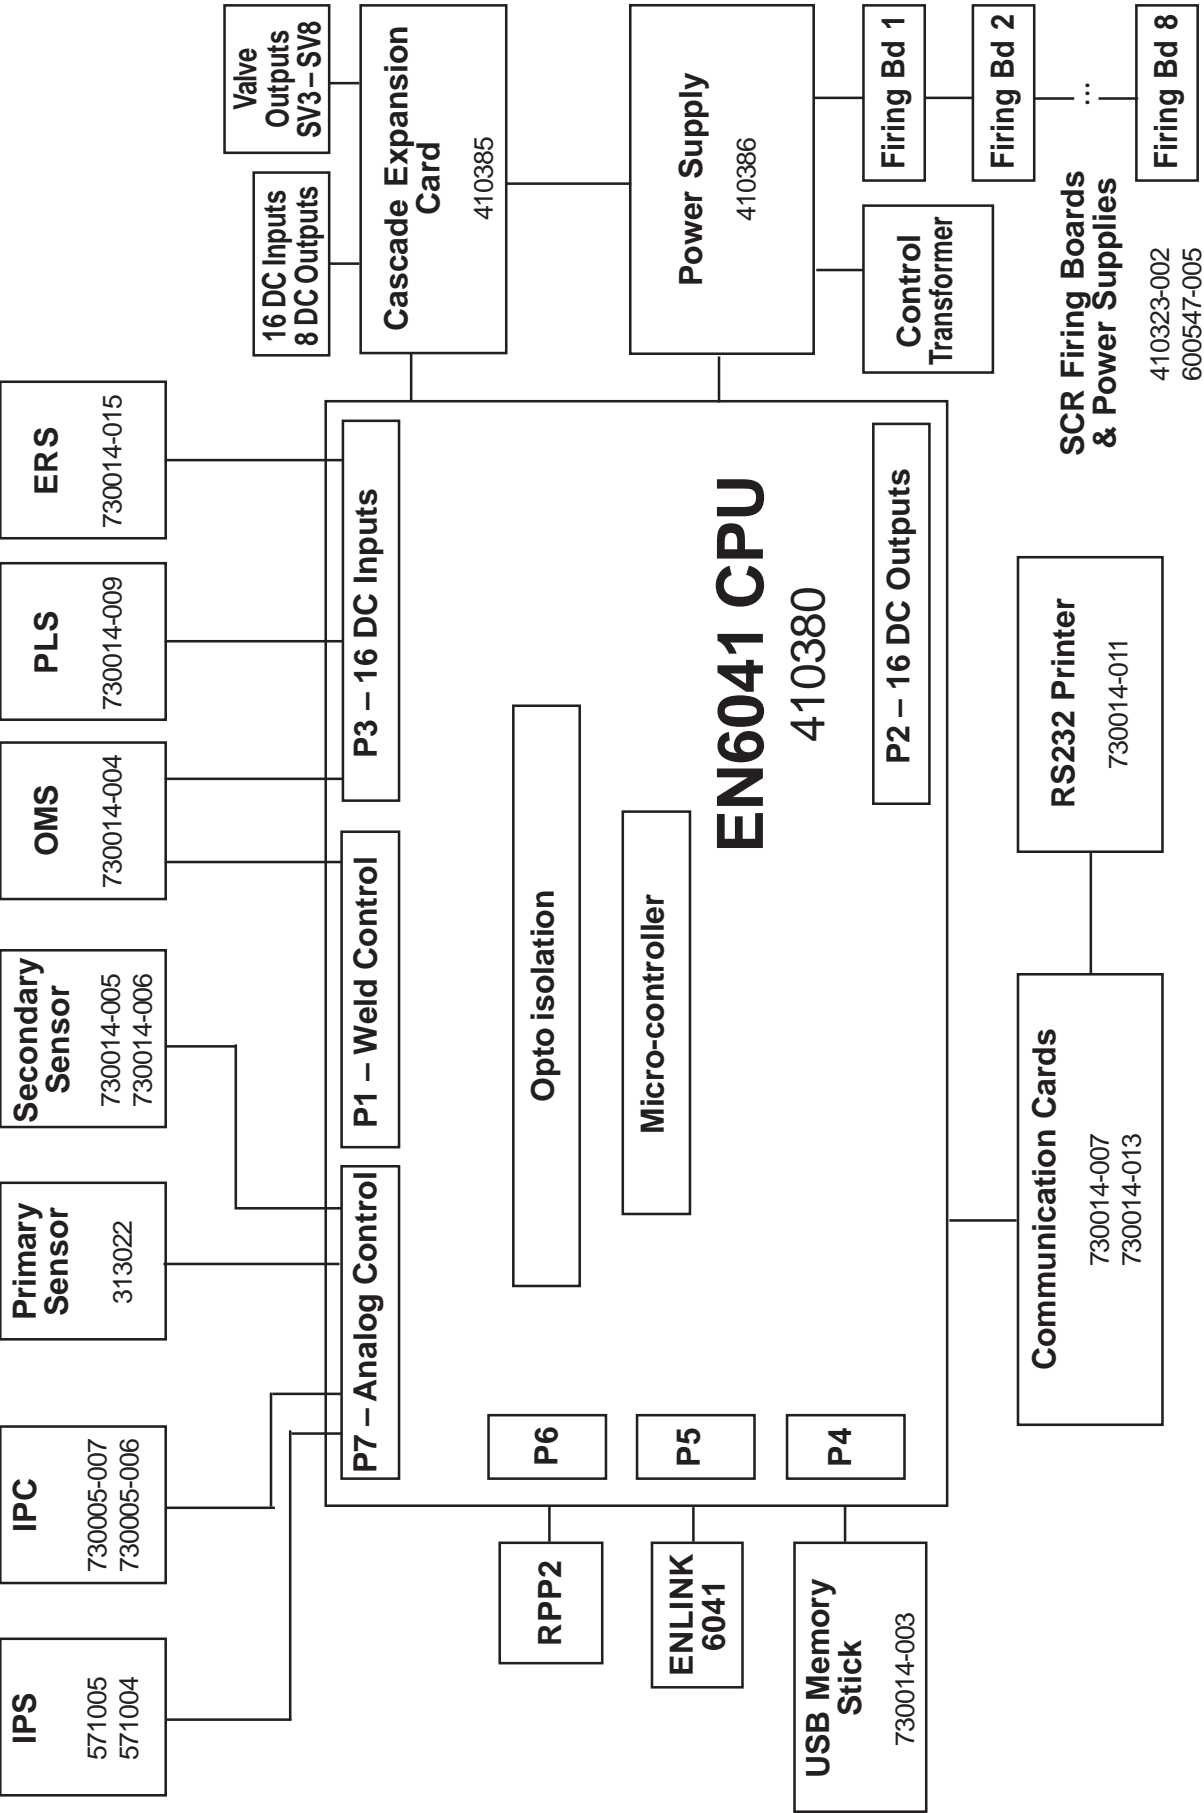 IPS
571005
571004
IPC
730005-007
730005-006
Primary
Sensor
313022
Secondary
Sensor
730014-005
730014-006
OMS
730014-004
PLS
730014-009
ERS
730014-015
P7 – Analog Control
P1 – Weld Control
P3 – 16 DC Inputs
Opto isolation
Micro-controller
EN6041 CPU
410380
P2 – 16 DC Outputs
P6
P5
P4
RPP2
ENLINK
6041
USB Memory
Stick
730014-003
Communication Cards
730014-007
730014-013
RS232 Printer
730014-011
16 DC Inputs
8 DC Outputs
Valve
Outputs
SV3 – SV8
Cascade Expansion
Card
410385
Power Supply
410386
Control
Transformer
Firing Bd 1
Firing Bd 2
...
Firing Bd 8
SCR Firing Boards
& Power Supplies
410323-002
600547-005